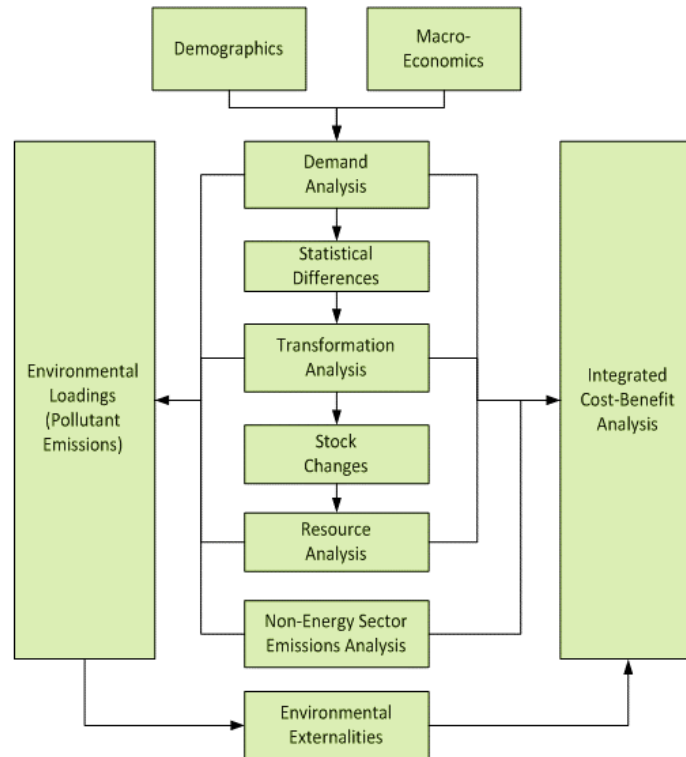 Demographics
Macro-
Economics
Demand
Analysis
Statistical
Differences
Transformation
Analysis
Environmental
Loadings
(Pollutant
Emissions)
Integrated
Cost-Benefit
Analysis
Stock
Changes
Resource
Analysis
Non-Energy Sector
Emissions Analysis
Environmental
Externalities